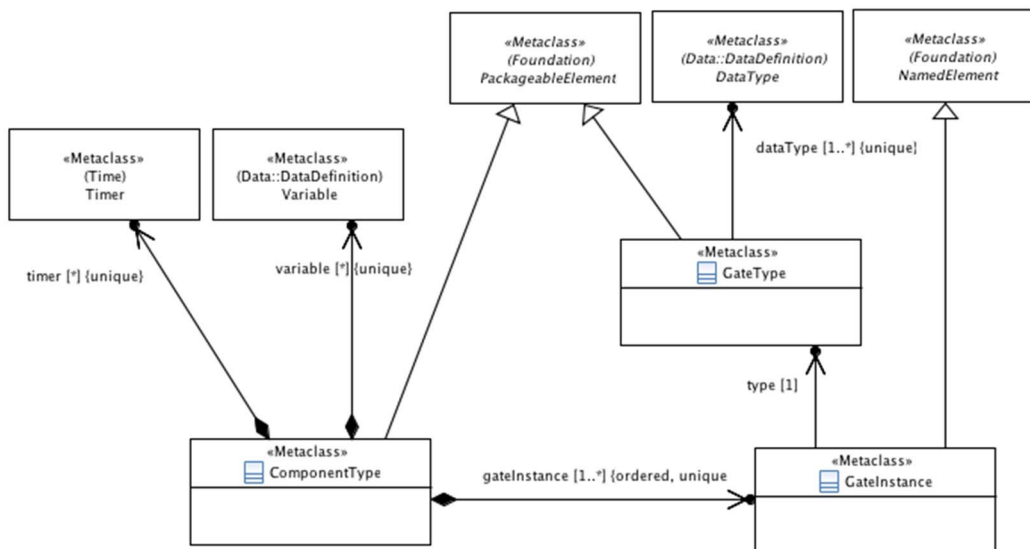 «Metaclass»
(Foundation)
PackageableElement
«Metaclass»
(Data::DataDefinition)
DataType
«Metaclass»
(Foundation)
NamedElement
«Metaclass»
(Time)
Timer
«Metaclass»
(Data::DataDefinition)
Variable
dataType [1..*] {unique}
timer [*] {unique}
variable [*] {unique}
«Metaclass»
GateType
type [1]
«Metaclass»
ComponentType
gateInstance [1..*] {ordered, unique
«Metaclass»
GateInstance